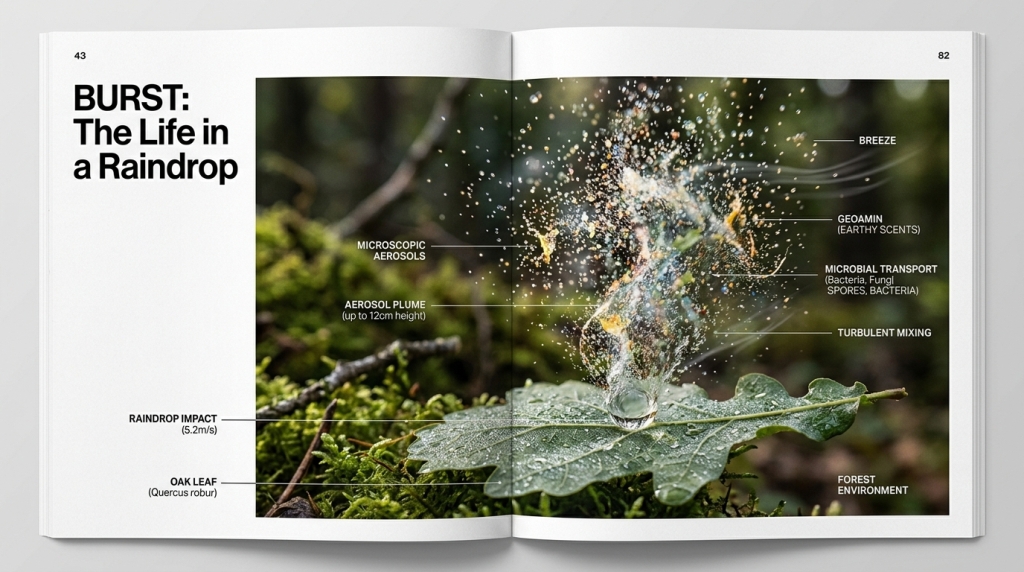 43
82
BURST:
The Life in
a Raindrop
BREEZE
GEOAMIN
(EARTHY SCENTS)
MICROSCOPIC
AEROSOLS
MICROBIAL TRANSPORT
(Bacteria, Fungl
SPORES, BACTERIA)
AEROSOL PLUME
(up to 12cm height)
TURBULENT MIXING
RAINDROP IMPACT
(5.2m/s)
OAK LEAF
(Quercus robur)
FOREST
ENVIRONMENT